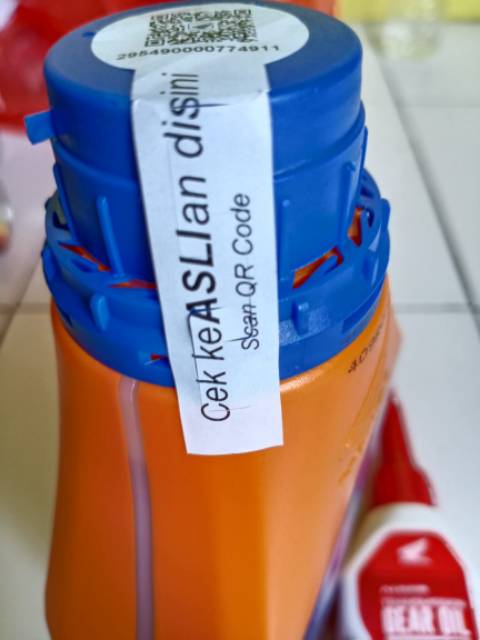 295490000774911
Cek keASLIan disini
Scan QR Code
GEAR OIL